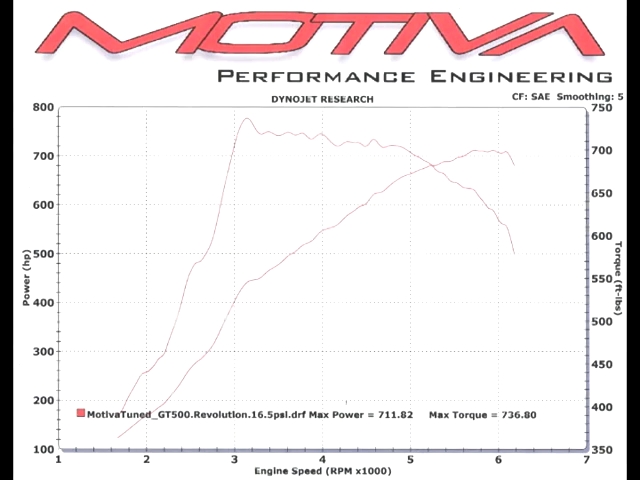 MOTIVA
PERFORMANCE ENGINEERING
DYNOJET RESEARCH
CF: SAE Smoothing: 5
800
700
600
500
400
300
200
100
Power (hp)
750
700
650
600
550
500
450
400
350
Torque (ft-lbs)
MotivaTuned_GT500.Revolution.16.5psi.drf Max Power = 711.82 Max Torque = 736.80
1 2 3 4 5 6 7
Engine Speed (RPM x1000)